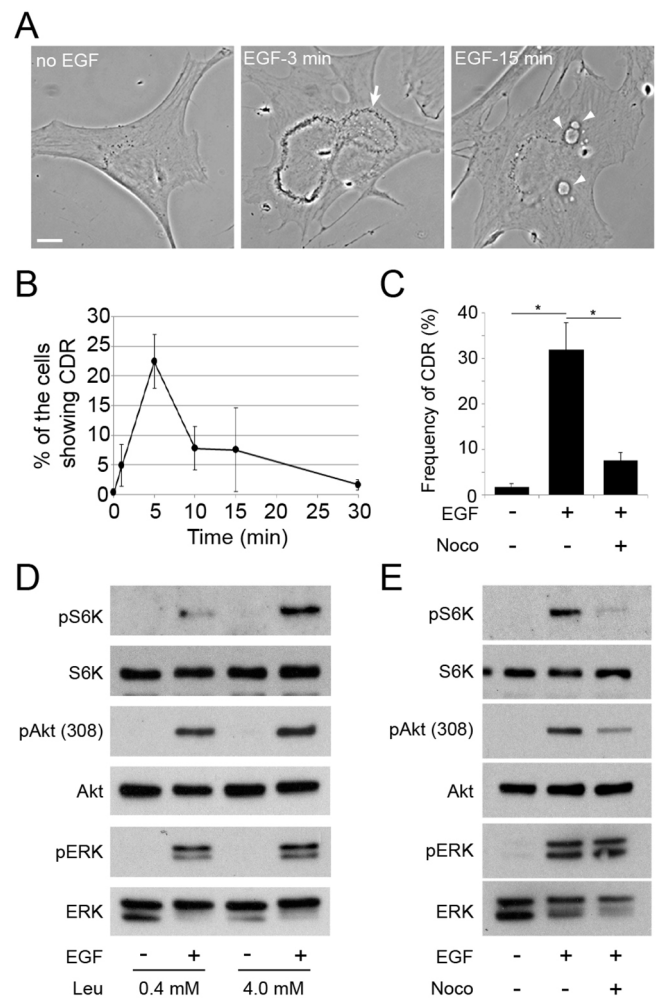 A
no EGF
EGF-3 min
EGF-15 min
B
% of the cells
showing CDR
30
25
20
15
10
5
0
0 5 10 15 20 25 30
Time (min)
C
Frequency of CDR (%)
40
30
20
10
0
* *
EGF - + +
Noco - - +
D
pS6K
S6K
pAkt (308)
Akt
pERK
ERK
EGF - + - +
Leu 0.4 mM 4.0 mM
E
pS6K
S6K
pAkt (308)
Akt
pERK
ERK
EGF - + +
Noco - - +